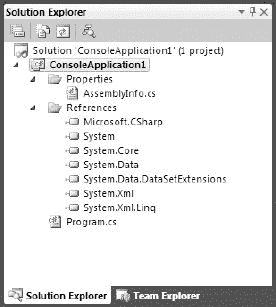 Solution Explorer
Solution 'ConsoleApplication1' (1 project)
ConsoleApplication1
Properties
AssemblyInfo.cs
References
Microsoft.CSharp
System
System.Core
System.Data
System.Data.DataSetExtensions
System.Xml
System.Xml.Linq
Program.cs
Solution Explorer Team Explorer